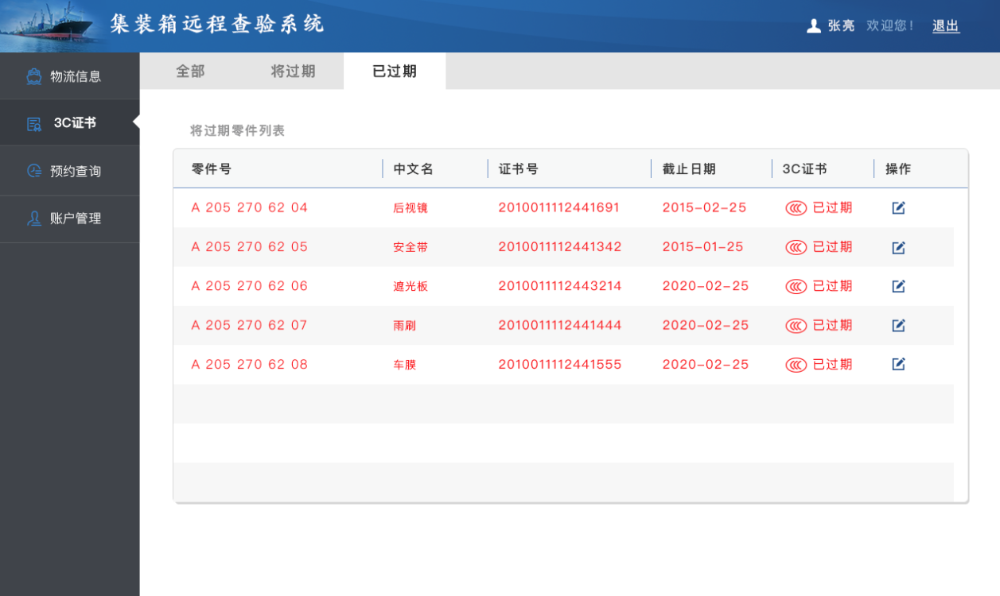 集装箱远程查验系统
张亮 欢迎您! 退出
物流信息
3C证书
预约查询
账户管理
全部 将过期 已过期
将过期零件列表
零件号 中文名 证书号 截止日期 3C证书 操作
A 205 270 62 04 后视镜 2010011112441691 2015-02-25 已过期
A 205 270 62 05 安全带 2010011112441342 2015-01-25 已过期
A 205 270 62 06 遮光板 2010011112443214 2020-02-25 已过期
A 205 270 62 07 雨刷 2010011112441444 2020-02-25 已过期
A 205 270 62 08 车膜 2010011112441555 2020-02-25 已过期